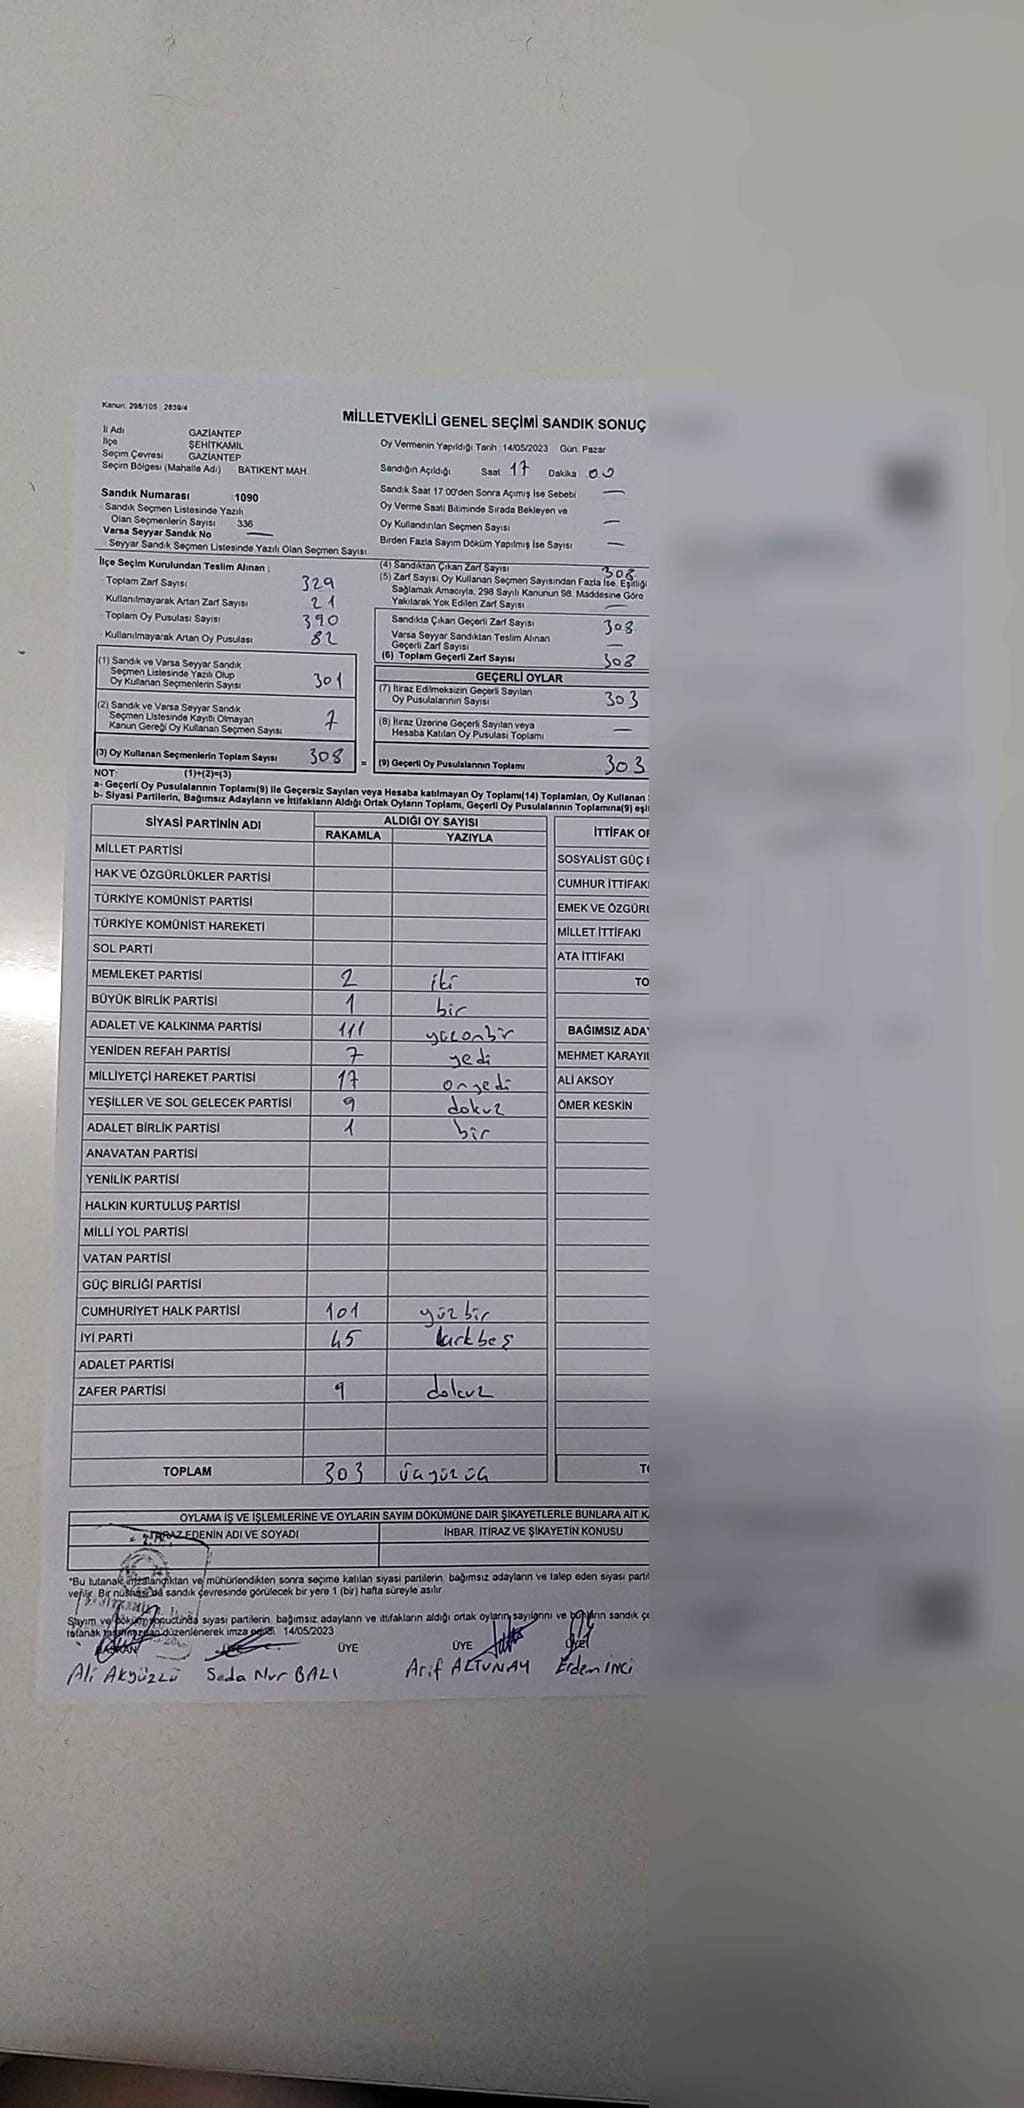 Kanun: 298/105 2839/4
MİLLETVEKİLİ GENEL SEÇİMİ SANDIK SONUÇ
İl Adı GAZİANTEP
İlçe ŞEHİTKAMİL
Seçim Çevresi GAZİANTEP
Seçim Bölgesi (Mahalle Adı) BATIKENT MAH.
Oy Vermenin Yapıldığı Tarih 14/05/2023 Gün Pazar
Sandığın Açıldığı Saat 17 Dakika 00
Sandık Saat 17 00'den Sonra Açımış İse Sebebi —
Oy Verme Saati Bitiminde Sırada Bekleyen ve
Oy Kullandırılan Seçmen Sayısı —
Birden Fazla Sayım Döküm Yapılmış İse Sayısı —
Sandık Numarası 1090
Sandık Seçmen Listesinde Yazılı
Olan Seçmenlerin Sayısı 336
Varsa Seyyar Sandık No —
Seyyar Sandık Seçmen Listesinde Yazılı Olan Seçmen Sayısı
İlçe Seçim Kurulundan Teslim Alınan
Toplam Zarf Sayısı 329
Kullanılmayarak Artan Zarf Sayısı 21
Toplam Oy Pusulası Sayısı 390
Kullanılmayarak Artan Oy Pusulası 82
(1) Sandık ve Varsa Seyyar Sandık
Seçmen Listesinde Yazılı Olup
Oy Kullanan Seçmenlerin Sayısı 301
(2) Sandık ve Varsa Seyyar Sandık
Seçmen Listesinde Kayıtlı Olmayan
Kanun Gereği Oy Kullanan Seçmen Sayısı 7
(3) Oy Kullanan Seçmenlerin Toplam Sayısı 308 =
(4) Sandıktan Çıkan Zarf Sayısı 308
(5) Zarf Sayısı Oy Kullanan Seçmen Sayısından Fazla İse, Eşitliği
Sağlamak Amacıyla, 298 Sayılı Kanunun 98. Maddesine Göre
Yakılarak Yok Edilen Zarf Sayısı —
Sandıkta Çıkan Geçerli Zarf Sayısı 308
Varsa Seyyar Sandıktan Teslim Alınan
Geçerli Zarf Sayısı —
(6) Toplam Geçerli Zarf Sayısı 308
GEÇERLİ OYLAR
(7) İtiraz Edilmeksizin Geçerli Sayılan
Oy Pusulalarının Sayısı 303
(8) İtiraz Üzerine Geçerli Sayılan veya
Hesaba Katılan Oy Pusulası Toplamı —
(9) Geçerli Oy Pusulalarının Toplamı 303
NOT: (1)+(2)=(3)
a- Geçerli Oy Pusulalarının Toplamı(9) ile Geçersiz Sayılan veya Hesaba katılmayan Oy Toplamı(14) Toplamları, Oy Kullanan
b- Siyasi Partilerin, Bağımsız Adayların ve İttifakların Aldığı Ortak Oyların Toplamı, Geçerli Oy Pusulalarının Toplamına(9) eşi
SİYASİ PARTİNİN ADI ALDIĞI OY SAYISI
RAKAMLA YAZIYLA
MİLLET PARTİSİ
HAK VE ÖZGÜRLÜKLER PARTİSİ
TÜRKİYE KOMÜNİST PARTİSİ
TÜRKİYE KOMÜNİST HAREKETİ
SOL PARTİ
MEMLEKET PARTİSİ 2 iki
BÜYÜK BİRLİK PARTİSİ 1 bir
ADALET VE KALKINMA PARTİSİ 111 yüzonbir
YENİDEN REFAH PARTİSİ 7 yedi
MİLLİYETÇİ HAREKET PARTİSİ 17 onyedi
YEŞİLLER VE SOL GELECEK PARTİSİ 9 dokuz
ADALET BİRLİK PARTİSİ 1 bir
ANAVATAN PARTİSİ
YENİLİK PARTİSİ
HALKIN KURTULUŞ PARTİSİ
MİLLİ YOL PARTİSİ
VATAN PARTİSİ
GÜÇ BİRLİĞİ PARTİSİ
CUMHURİYET HALK PARTİSİ 101 yüzbir
İYİ PARTİ 45 kırkbeş
ADALET PARTİSİ
ZAFER PARTİSİ 9 dokuz
TOPLAM 303 üçyüzüç
İTTİFAK O
SOSYALİST GÜÇ
CUMHUR İTTİFAK
EMEK VE ÖZGÜR
MİLLET İTTİFAKI
ATA İTTİFAKI
TO
BAĞIMSIZ ADA
MEHMET KARAYI
ALİ AKSOY
ÖMER KESKİN
OYLAMA İŞ VE İŞLEMLERİNE VE OYLARIN SAYIM DÖKÜMÜNE DAİR ŞİKAYETLERLE BUNLARA AİT K
İTİRAZ EDENİN ADI VE SOYADI İHBAR, İTİRAZ VE ŞİKAYETİN KONUSU
*Bu tutanak imzalandıktan ve mühürlendikten sonra seçime katılan siyasi partilerin, bağımsız adayların ve talep eden siyasi parti
verilir. Bir nüshası da sandık çevresinde görülecek bir yere 1 (bir) hafta süreyle asılır.
Sayım ve döküm sonucunda siyasi partilerin, bağımsız adayların ve ittifakların aldığı ortak oyların sayılarını ve bunların sandık çe
tutanak tarafımızdan düzenlenerek imza edildi. 14/05/2023
BAŞKAN ÜYE ÜYE
Ali Akgüzlü Seda Nur BALI Arif ALTUNAY Erdem İNCİ